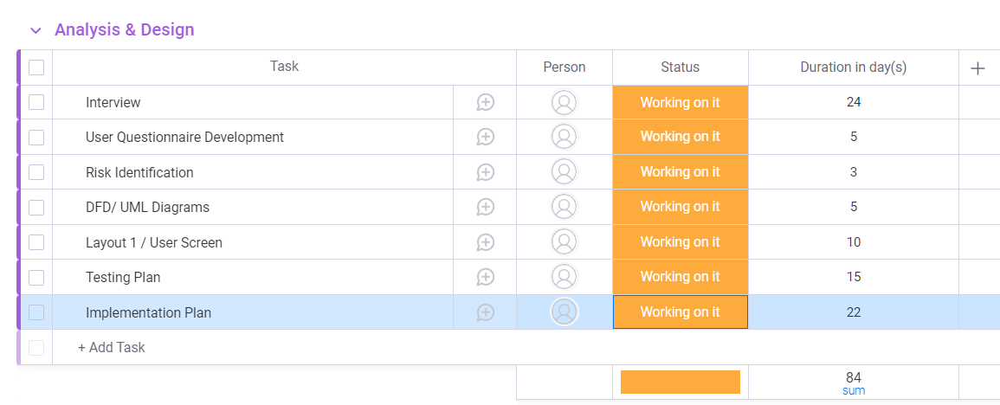 Analysis & Design
Task Person Status Duration in day(s)
Interview Working on it 24
User Questionnaire Development Working on it 5
Risk Identification Working on it 3
DFD/ UML Diagrams Working on it 5
Layout 1 / User Screen Working on it 10
Testing Plan Working on it 15
Implementation Plan Working on it 22
+ Add Task
84
sum